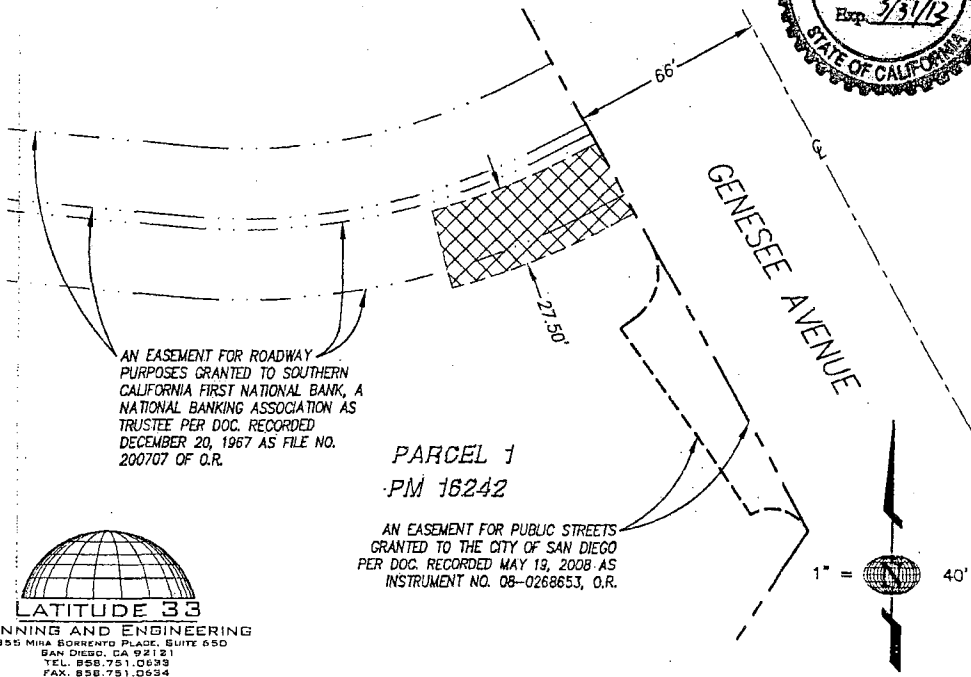 Exp. 3/31/12
STATE OF CALIFORNIA
66'
℄
GENESEE AVENUE
27.50'
AN EASEMENT FOR ROADWAY
PURPOSES GRANTED TO SOUTHERN
CALIFORNIA FIRST NATIONAL BANK, A
NATIONAL BANKING ASSOCIATION AS
TRUSTEE PER DOC. RECORDED
DECEMBER 20, 1967 AS FILE NO.
200707 OF O.R.
PARCEL 1
PM 16242
AN EASEMENT FOR PUBLIC STREETS
GRANTED TO THE CITY OF SAN DIEGO
PER DOC. RECORDED MAY 19, 2008 AS
INSTRUMENT NO. 08-0268653, O.R.
1" = N 40'
LATITUDE 33
NNING AND ENGINEERING
355 MIRA SORRENTO PLACE, SUITE 650
SAN DIEGO, CA 92121
TEL. 858.751.0633
FAX. 858.751.0634